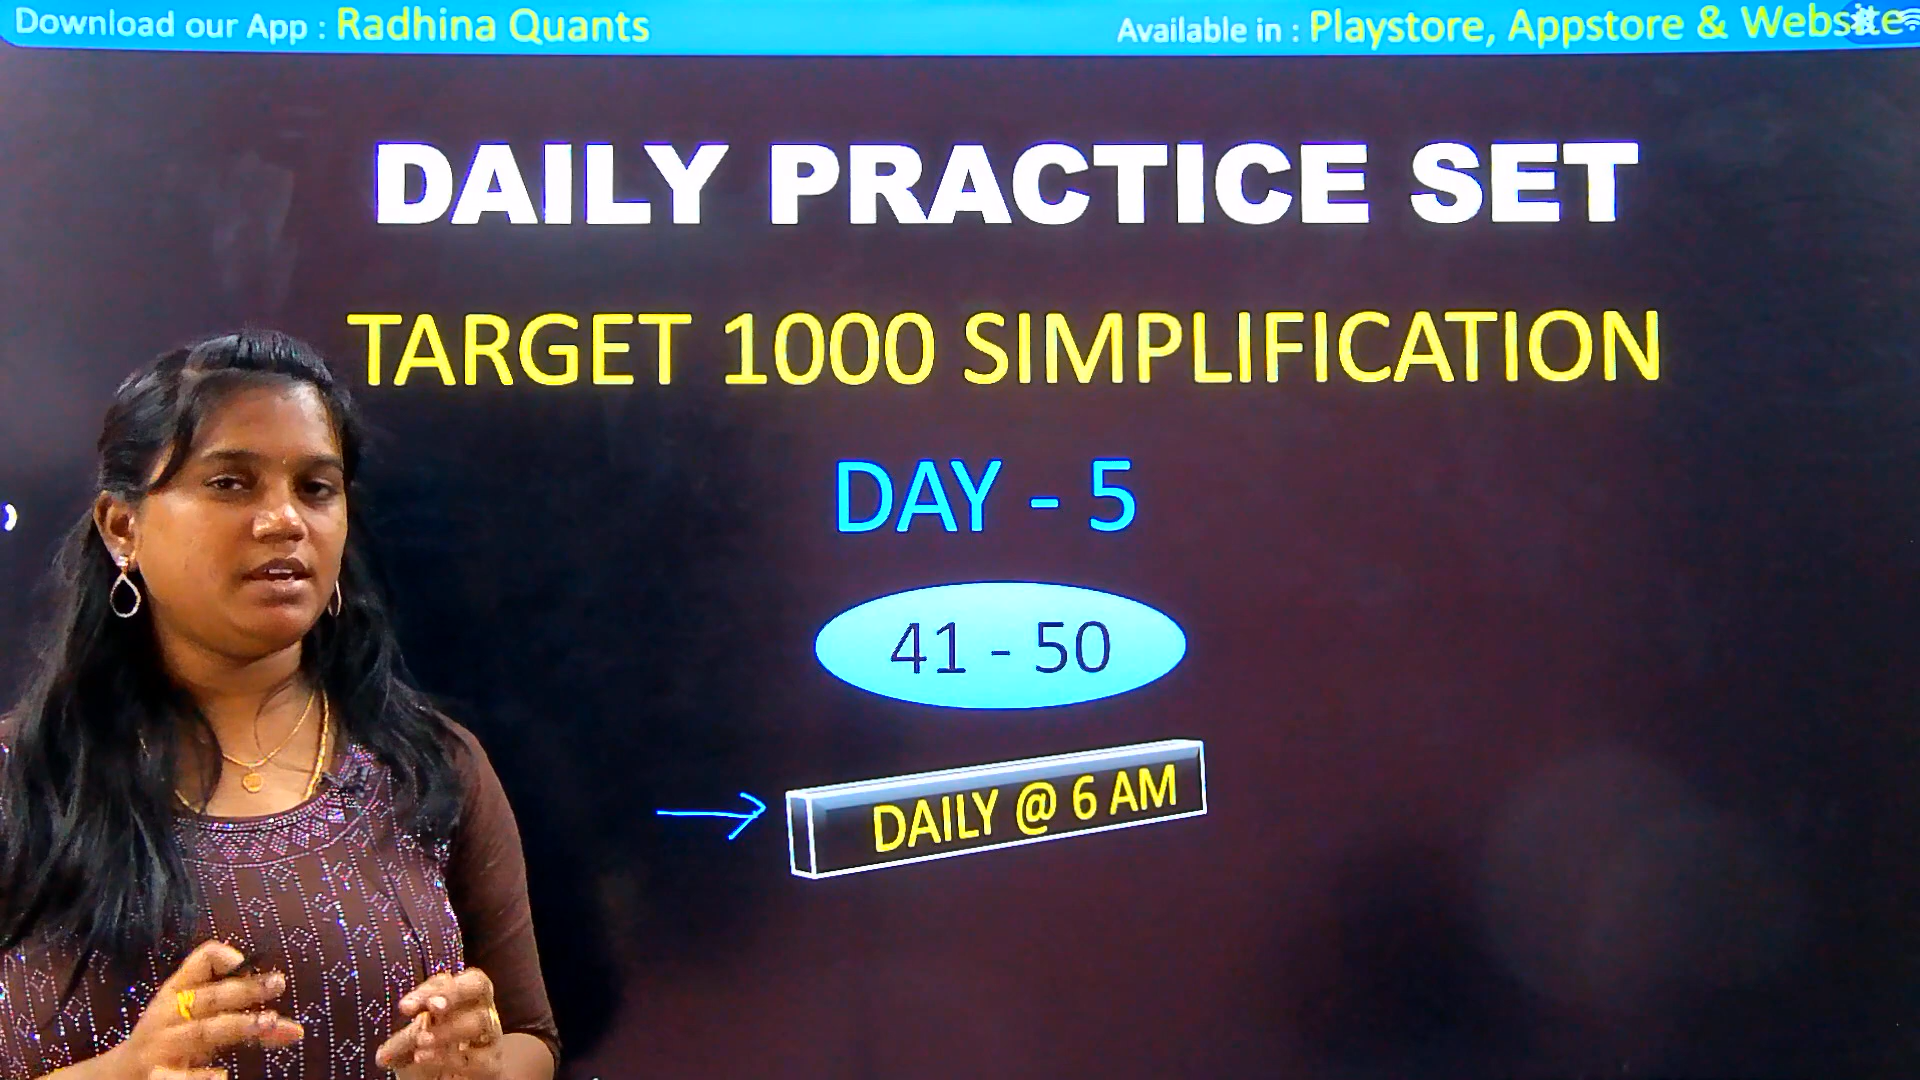 Download our App : Radhina Quants
Available in : Playstore, Appstore & Website
DAILY PRACTICE SET
TARGET 1000 SIMPLIFICATION
DAY - 5
41 - 50
DAILY @ 6 AM